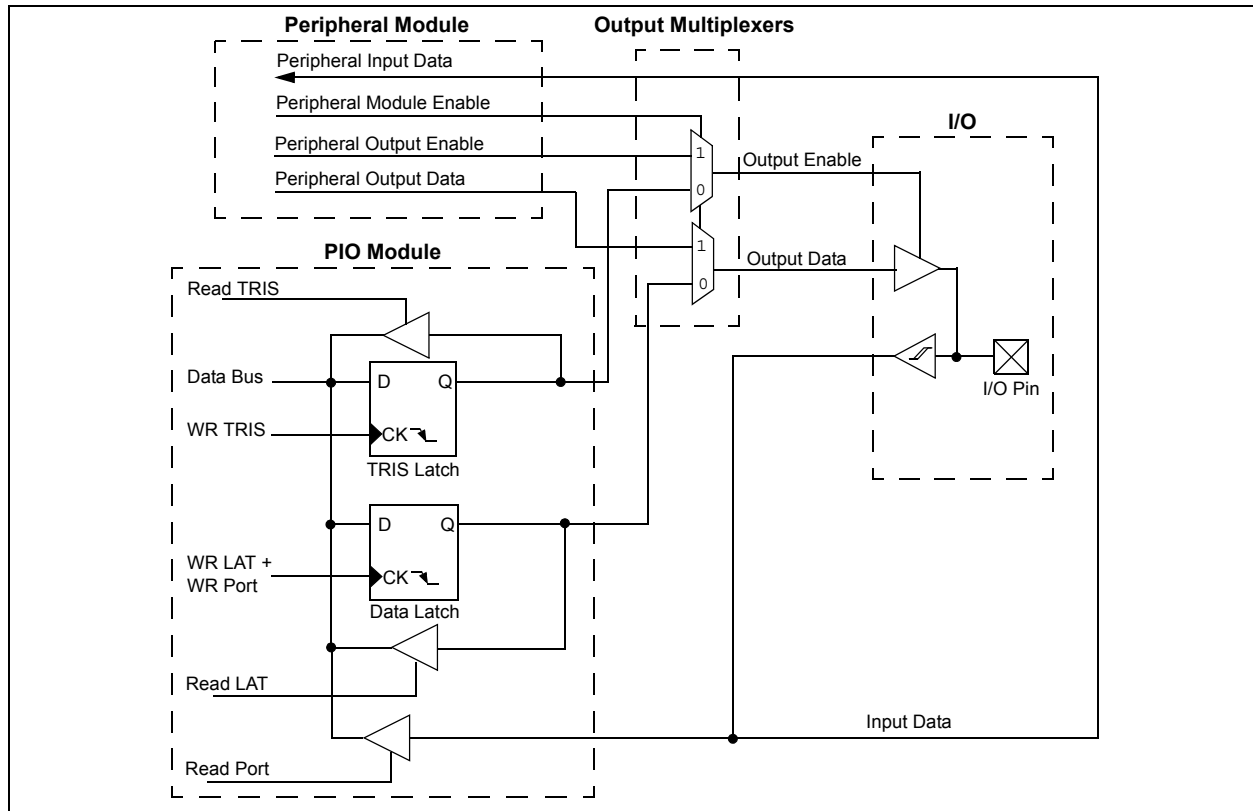 Peripheral Module
Output Multiplexers
Peripheral Input Data
Peripheral Module Enable
Peripheral Output Enable
Peripheral Output Data
1
0
1
0
Output Enable
Output Data
I/O
I/O Pin
PIO Module
Read TRIS
Data Bus
D Q
WR TRIS
CK
TRIS Latch
D Q
WR LAT +
WR Port
CK
Data Latch
Read LAT
Input Data
Read Port